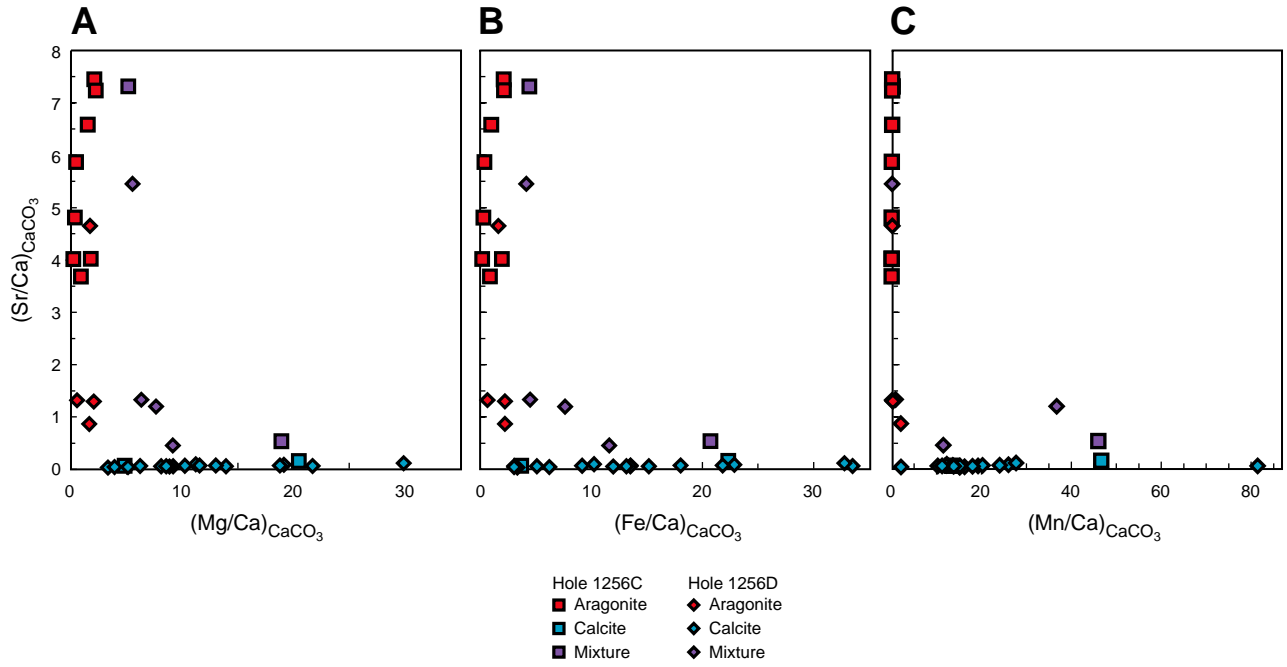 A
B
C
8
7
6
5
4
3
2
1
0
(Sr/Ca)CaCO3
0 10 20 30
0 10 20 30
0 20 40 60 80
(Mg/Ca)CaCO3
(Fe/Ca)CaCO3
(Mn/Ca)CaCO3
Hole 1256C
Aragonite
Calcite
Mixture
Hole 1256D
Aragonite
Calcite
Mixture